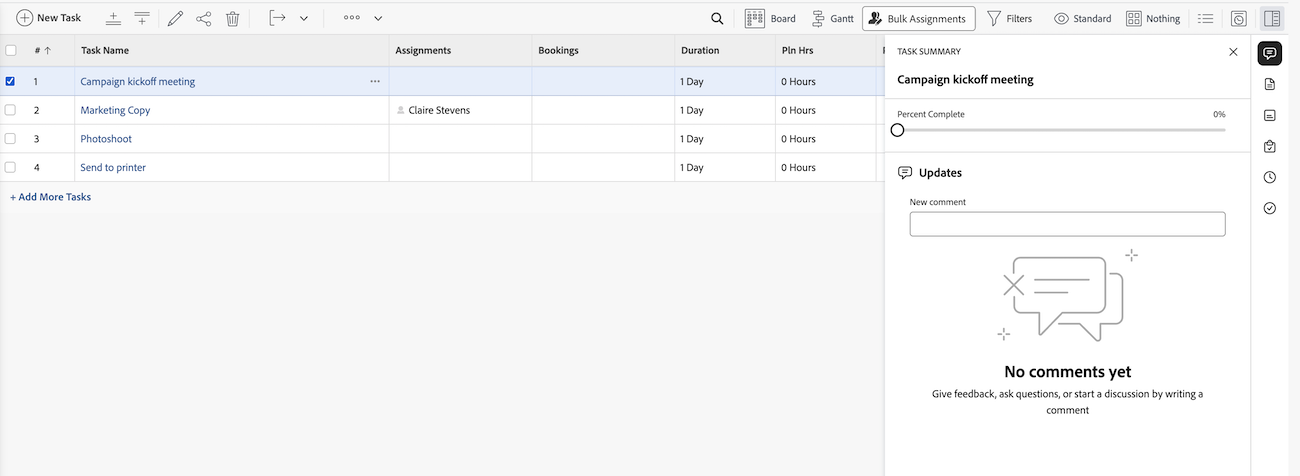 New Task
Board
Gantt
Bulk Assignments
Filters
Standard
Nothing
# Task Name Assignments Bookings Duration Pln Hrs
1 Campaign kickoff meeting 1 Day 0 Hours
2 Marketing Copy Claire Stevens 1 Day 0 Hours
3 Photoshoot 1 Day 0 Hours
4 Send to printer 1 Day 0 Hours
+ Add More Tasks
TASK SUMMARY
Campaign kickoff meeting
Percent Complete 0%
Updates
New comment
No comments yet
Give feedback, ask questions, or start a discussion by writing a
comment